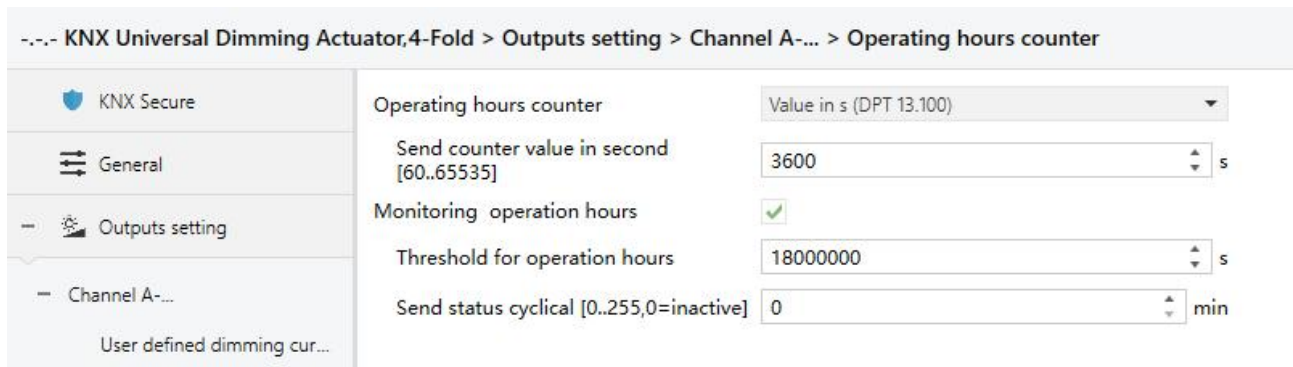 -.-.- KNX Universal Dimming Actuator,4-Fold > Outputs setting > Channel A-... > Operating hours counter
KNX Secure
General
Outputs setting
Channel A-...
User defined dimming cur...
Operating hours counter
Value in s (DPT 13.100)
Send counter value in second
[60..65535]
3600 s
Monitoring operation hours
Threshold for operation hours
18000000 s
Send status cyclical [0..255,0=inactive]
0 min